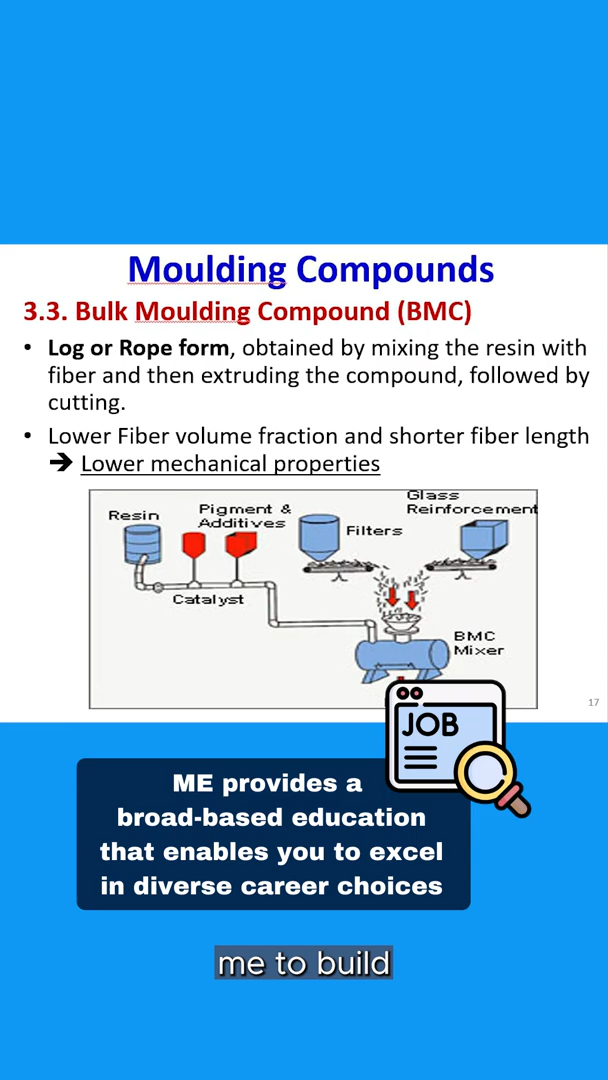 Moulding Compounds
3.3. Bulk Moulding Compound (BMC)
• Log or Rope form, obtained by mixing the resin with
fiber and then extruding the compound, followed by
cutting.
• Lower Fiber volume fraction and shorter fiber length
➔ Lower mechanical properties
Resin
Pigment &
Additives
Catalyst
Filters
Glass
Reinforcement
BMC
Mixer
17
JOB
ME provides a
broad-based education
that enables you to excel
in diverse career choices
me to build